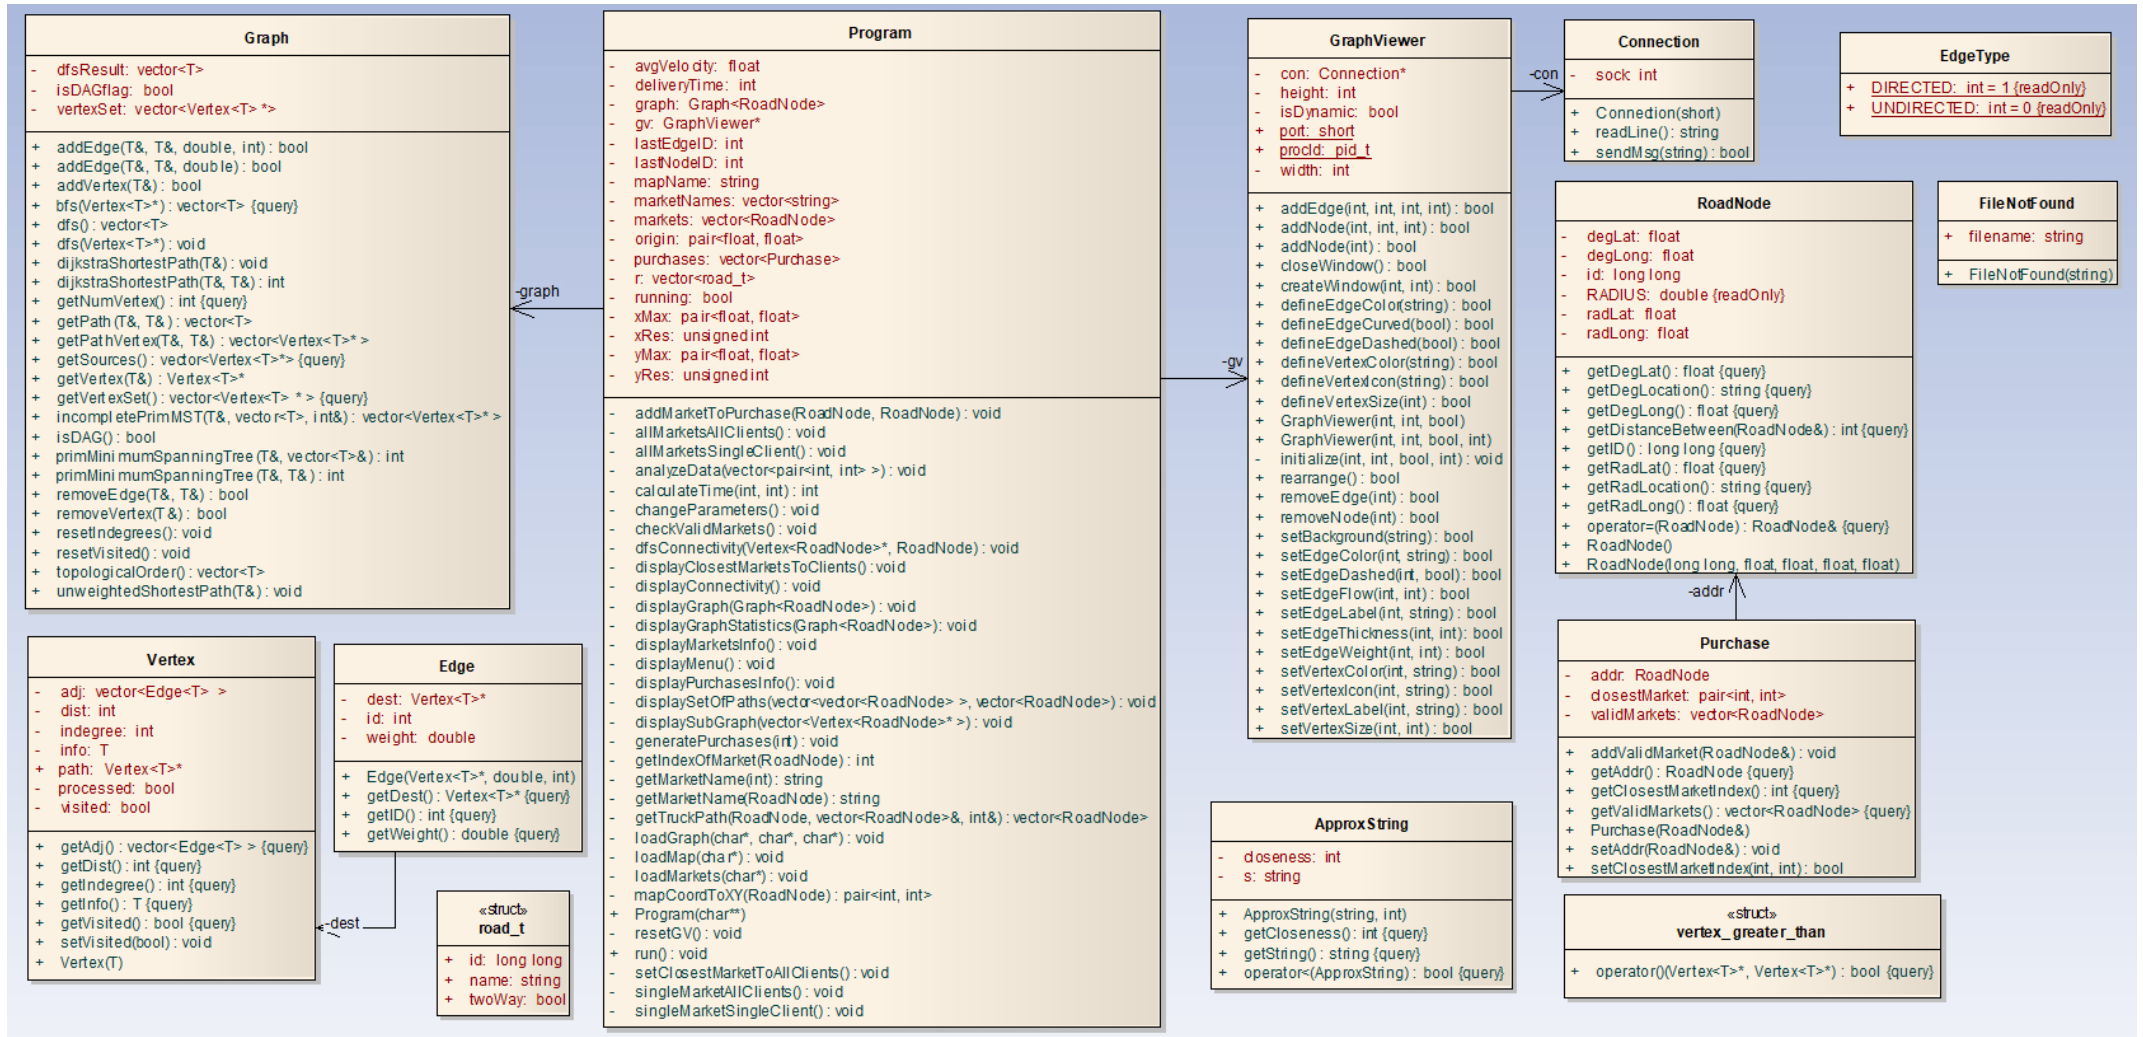 Graph
- dfsResult: vector<T>
- isDAGflag: bool
- vertexSet: vector<Vertex<T> *>
+ addEdge(T&, T&, double, int) : bool
+ addEdge(T&, T&, double) : bool
+ addVertex(T&) : bool
+ bfs(Vertex<T>*) : vector<T> {query}
+ dfs() : vector<T>
+ dfs(Vertex<T>*) : void
+ dijkstraShortestPath(T&) : void
+ dijkstraShortestPath(T&, T&) : int
+ getNumVertex() : int {query}
+ getPath(T&, T&) : vector<T>
+ getPathVertex(T&, T&) : vector<Vertex<T>* >
+ getSources() : vector<Vertex<T>*> {query}
+ getVertex(T&) : Vertex<T>*
+ getVertexSet() : vector<Vertex<T> * > {query}
+ incompletePrimMST(T&, vector<T>, int&) : vector<Vertex<T>* >
+ isDAG() : bool
+ primMinimumSpanningTree(T&, vector<T>&) : int
+ primMinimumSpanningTree(T&, T&) : int
+ removeEdge(T&, T&) : bool
+ removeVertex(T&) : bool
+ resetIndegrees() : void
+ resetVisited() : void
+ topologicalOrder() : vector<T>
+ unweightedShortestPath(T&) : void
-graph
Program
- avgVelocity: float
- deliveryTime: int
- graph: Graph<RoadNode>
- gv: GraphViewer*
- lastEdgeID: int
- lastNodeID: int
- mapName: string
- marketNames: vector<string>
- markets: vector<RoadNode>
- origin: pair<float, float>
- purchases: vector<Purchase>
- r: vector<road_t>
- running: bool
- xMax: pair<float, float>
- xRes: unsigned int
- yMax: pair<float, float>
- yRes: unsigned int
- addMarketToPurchase(RoadNode, RoadNode) : void
- allMarketsAllClients() : void
- allMarketsSingleClient() : void
- analyzeData(vector<pair<int, int> >) : void
- calculateTime(int, int) : int
- changeParameters() : void
- checkValidMarkets() : void
- dfsConnectivity(Vertex<RoadNode>*, RoadNode) : void
- displayClosestMarketsToClients() : void
- displayConnectivity() : void
- displayGraph(Graph<RoadNode>) : void
- displayGraphStatistics(Graph<RoadNode>) : void
- displayMarketsInfo() : void
- displayMenu() : void
- displayPurchasesInfo() : void
- displaySetOfPaths(vector<vector<RoadNode> >, vector<RoadNode>) : void
- displaySubGraph(vector<Vertex<RoadNode>* >) : void
- generatePurchases(int) : void
- getIndexOfMarket(RoadNode) : int
- getMarketName(int) : string
- getMarketName(RoadNode) : string
- getTruckPath(RoadNode, vector<RoadNode>&, int&) : vector<RoadNode>
- loadGraph(char*, char*, char*) : void
- loadMap(char*) : void
- loadMarkets(char*) : void
- mapCoordToXY(RoadNode) : pair<int, int>
+ Program(char**)
- resetGV() : void
+ run() : void
- setClosestMarketToAllClients() : void
- singleMarketAllClients() : void
- singleMarketSingleClient() : void
-gv
GraphViewer
- con: Connection*
- height: int
- isDynamic: bool
+ port: short
+ procId: pid_t
- width: int
+ addEdge(int, int, int, int) : bool
+ addNode(int, int, int) : bool
+ addNode(int) : bool
+ closeWindow() : bool
+ createWindow(int, int) : bool
+ defineEdgeColor(string) : bool
+ defineEdgeCurved(bool) : bool
+ defineEdgeDashed(bool) : bool
+ defineVertexColor(string) : bool
+ defineVertexIcon(string) : bool
+ defineVertexSize(int) : bool
+ GraphViewer(int, int, bool)
+ GraphViewer(int, int, bool, int)
- initialize(int, int, bool, int) : void
+ rearrange() : bool
+ removeEdge(int) : bool
+ removeNode(int) : bool
+ setBackground(string) : bool
+ setEdgeColor(int, string) : bool
+ setEdgeDashed(int, bool) : bool
+ setEdgeFlow(int, int) : bool
+ setEdgeLabel(int, string) : bool
+ setEdgeThickness(int, int) : bool
+ setEdgeWeight(int, int) : bool
+ setVertexColor(int, string) : bool
+ setVertexIcon(int, string) : bool
+ setVertexLabel(int, string) : bool
+ setVertexSize(int, int) : bool
-con
Connection
- sock: int
+ Connection(short)
+ readLine() : string
+ sendMsg(string) : bool
EdgeType
+ DIRECTED: int = 1 {readOnly}
+ UNDIRECTED: int = 0 {readOnly}
RoadNode
- degLat: float
- degLong: float
- id: long long
- RADIUS: double {readOnly}
- radLat: float
- radLong: float
+ getDegLat() : float {query}
+ getDegLocation() : string {query}
+ getDegLong() : float {query}
+ getDistanceBetween(RoadNode&) : int {query}
+ getID() : long long {query}
+ getRadLat() : float {query}
+ getRadLocation() : string {query}
+ getRadLong() : float {query}
+ operator=(RoadNode) : RoadNode& {query}
+ RoadNode()
+ RoadNode(long long, float, float, float, float)
FileNotFound
+ filename: string
+ FileNotFound(string)
-addr
Purchase
- addr: RoadNode
- closestMarket: pair<int, int>
- validMarkets: vector<RoadNode>
+ addValidMarket(RoadNode&) : void
+ getAddr() : RoadNode {query}
+ getClosestMarketIndex() : int {query}
+ getValidMarkets() : vector<RoadNode> {query}
+ Purchase(RoadNode&)
+ setAddr(RoadNode&) : void
+ setClosestMarketIndex(int, int) : bool
Vertex
- adj: vector<Edge<T> >
- dist: int
- indegree: int
- info: T
+ path: Vertex<T>*
- processed: bool
- visited: bool
+ getAdj() : vector<Edge<T> > {query}
+ getDist() : int {query}
+ getIndegree() : int {query}
+ getInfo() : T {query}
+ getVisited() : bool {query}
+ setVisited(bool) : void
+ Vertex(T)
Edge
- dest: Vertex<T>*
- id: int
- weight: double
+ Edge(Vertex<T>*, double, int)
+ getDest() : Vertex<T>* {query}
+ getID() : int {query}
+ getWeight() : double {query}
-dest
«struct»
road_t
+ id: long long
+ name: string
+ twoWay: bool
ApproxString
- closeness: int
- s: string
+ ApproxString(string, int)
+ getCloseness() : int {query}
+ getString() : string {query}
+ operator<(ApproxString) : bool {query}
«struct»
vertex_greater_than
+ operator()(Vertex<T>*, Vertex<T>*) : bool {query}